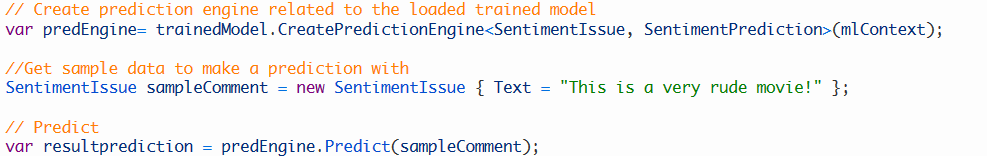 // Create prediction engine related to the loaded trained model
var predEngine= trainedModel.CreatePredictionEngine<SentimentIssue, SentimentPrediction>(mlContext);
//Get sample data to make a prediction with
SentimentIssue sampleComment = new SentimentIssue { Text = "This is a very rude movie!" };
// Predict
var resultprediction = predEngine.Predict(sampleComment);